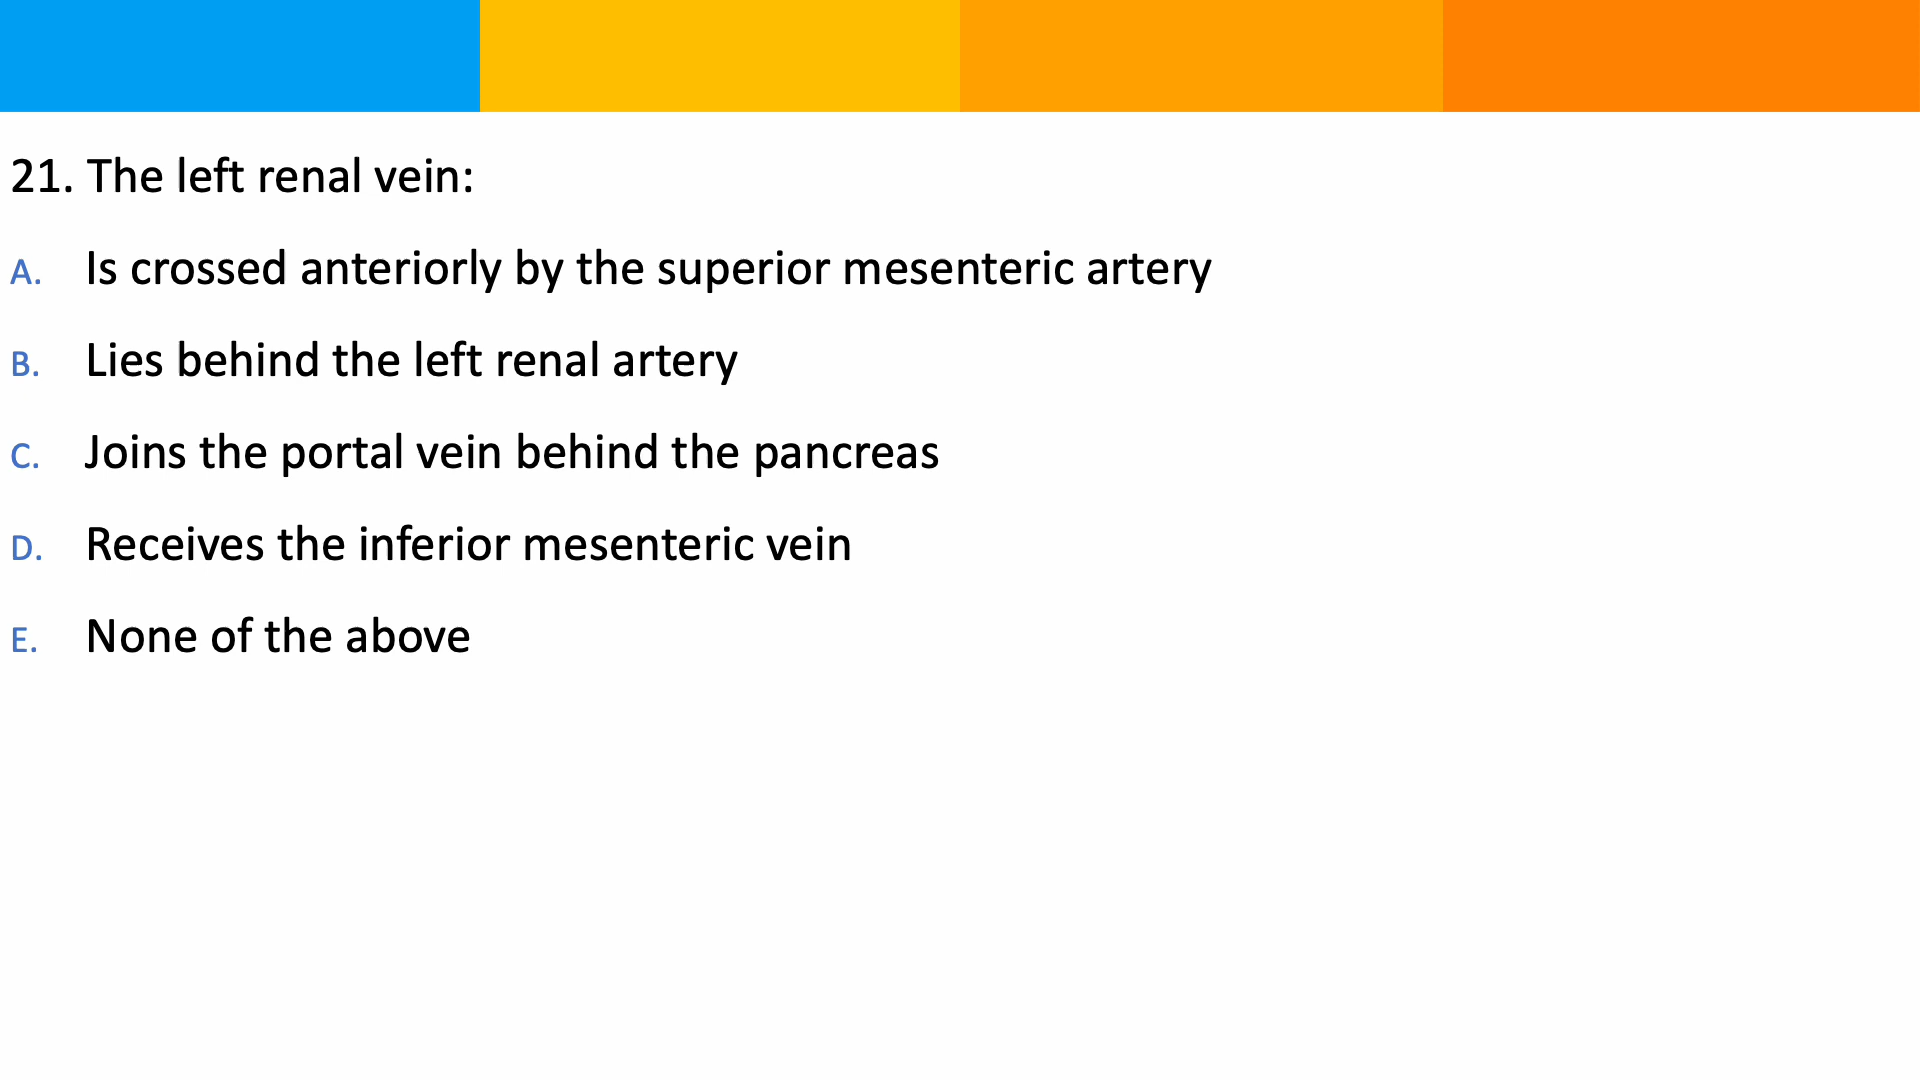 21. The left renal vein:
A. Is crossed anteriorly by the superior mesenteric artery
B. Lies behind the left renal artery
C. Joins the portal vein behind the pancreas
D. Receives the inferior mesenteric vein
E. None of the above